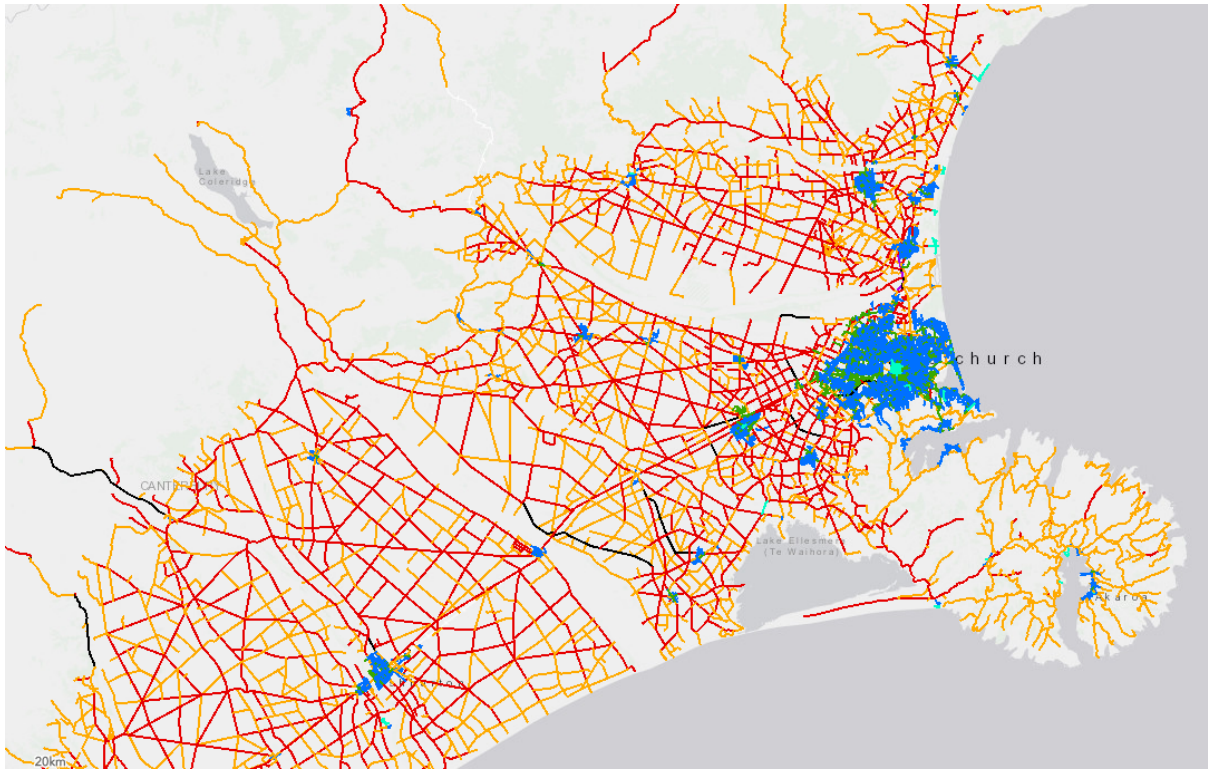 Lake
Coleridge
church
CANTERB
Lake Ellesmere
(Te Waihora)
Akaroa
20km